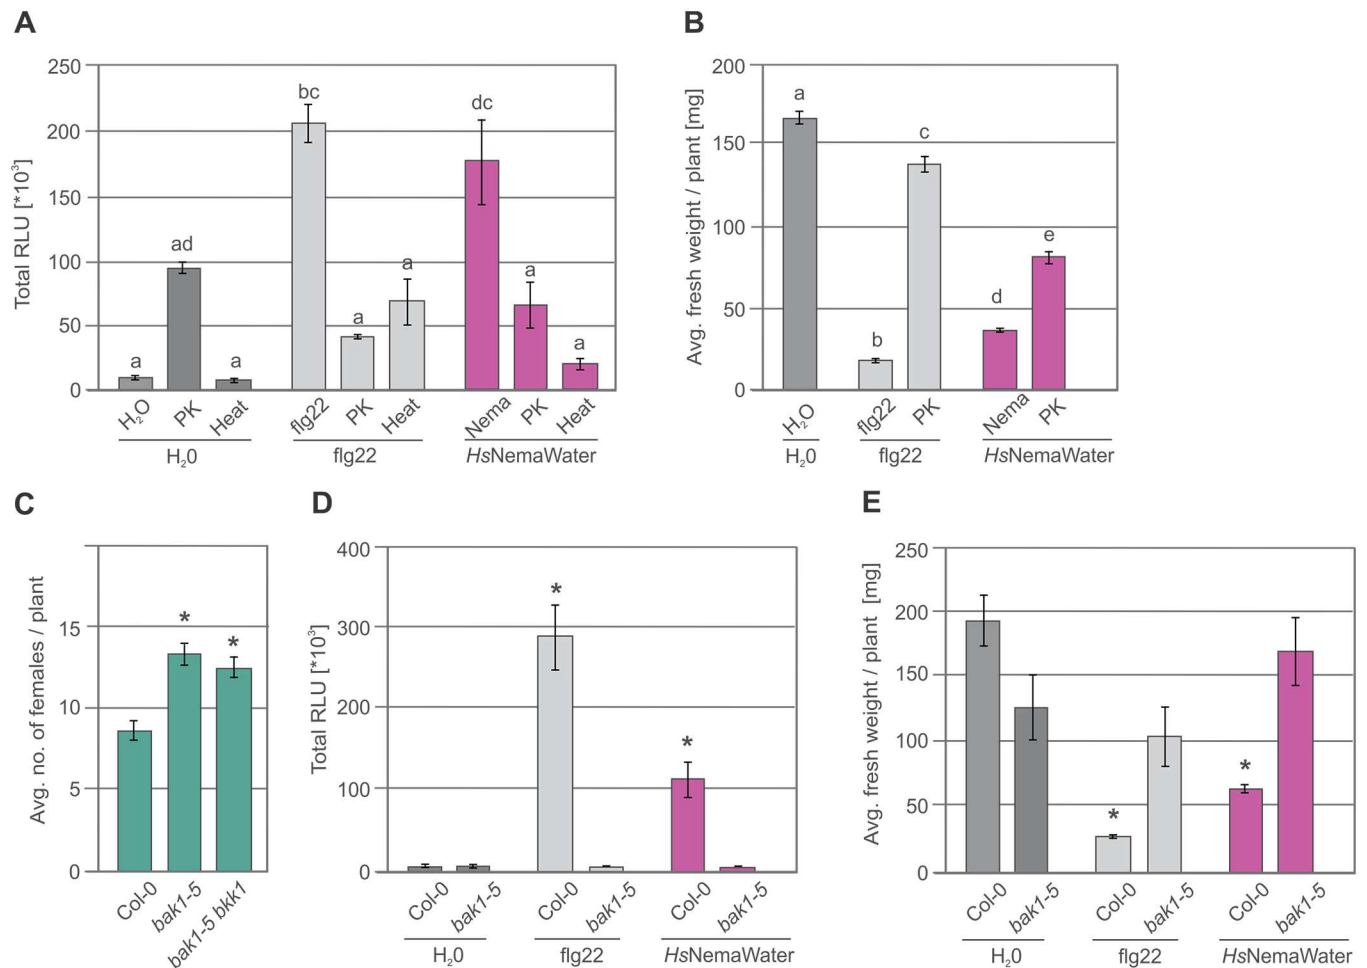 A
Total RLU [*10³]
250
200
150
100
50
0
a
ad
a
bc
a
a
dc
a
a
H₂O PK Heat flg22 PK Heat Nema PK Heat
H₂0 flg22 HsNemaWater
B
Avg. fresh weight / plant [mg]
200
150
100
50
0
a
b
c
d
e
H₂O flg22 PK Nema PK
H₂0 flg22 HsNemaWater
C
Avg. no. of females / plant
15
10
5
0
*
*
Col-0 bak1-5 bak1-5 bkk1
D
Total RLU [*10³]
400
300
200
100
0
*
*
Col-0 bak1-5 Col-0 bak1-5 Col-0 bak1-5
H₂0 flg22 HsNemaWater
E
Avg. fresh weight / plant [mg]
250
200
150
100
50
0
*
*
Col-0 bak1-5 Col-0 bak1-5 Col-0 bak1-5
H₂0 flg22 HsNemaWater